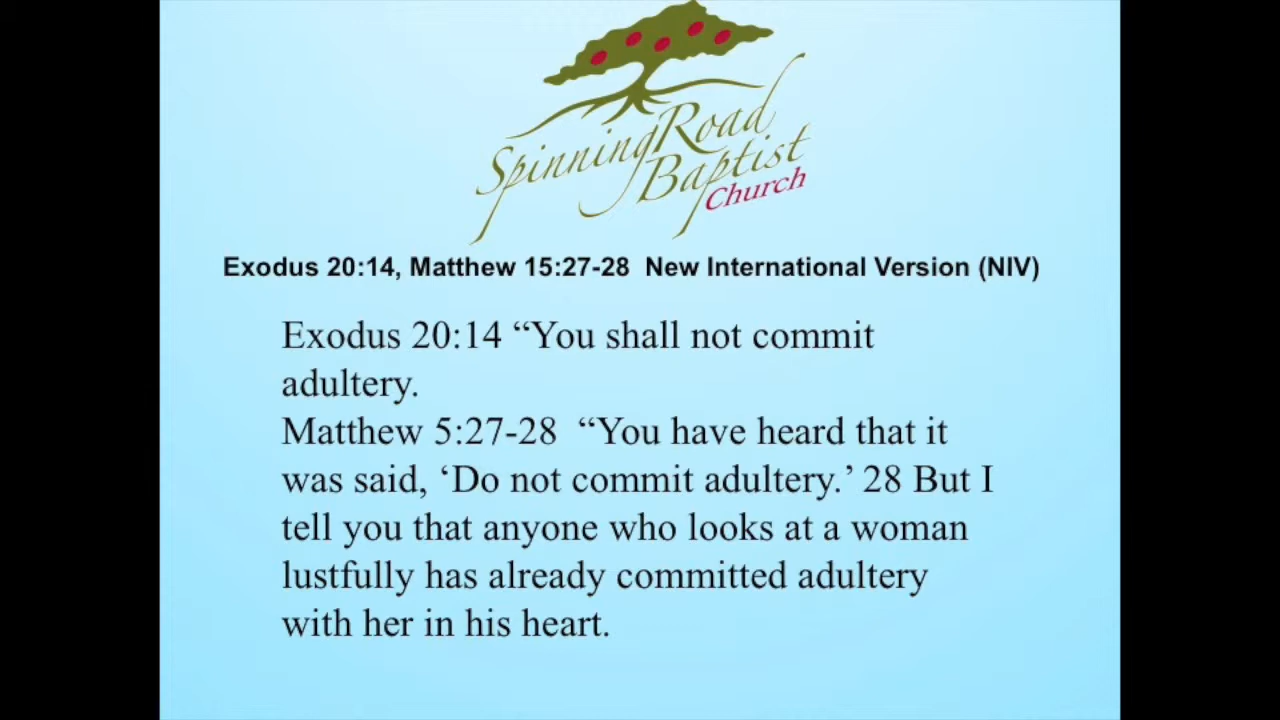 Spinning Road
Baptist
Church
Exodus 20:14, Matthew 15:27-28  New International Version (NIV)
Exodus 20:14 “You shall not commit
adultery.
Matthew 5:27-28  “You have heard that it
was said, ‘Do not commit adultery.’ 28 But I
tell you that anyone who looks at a woman
lustfully has already committed adultery
with her in his heart.